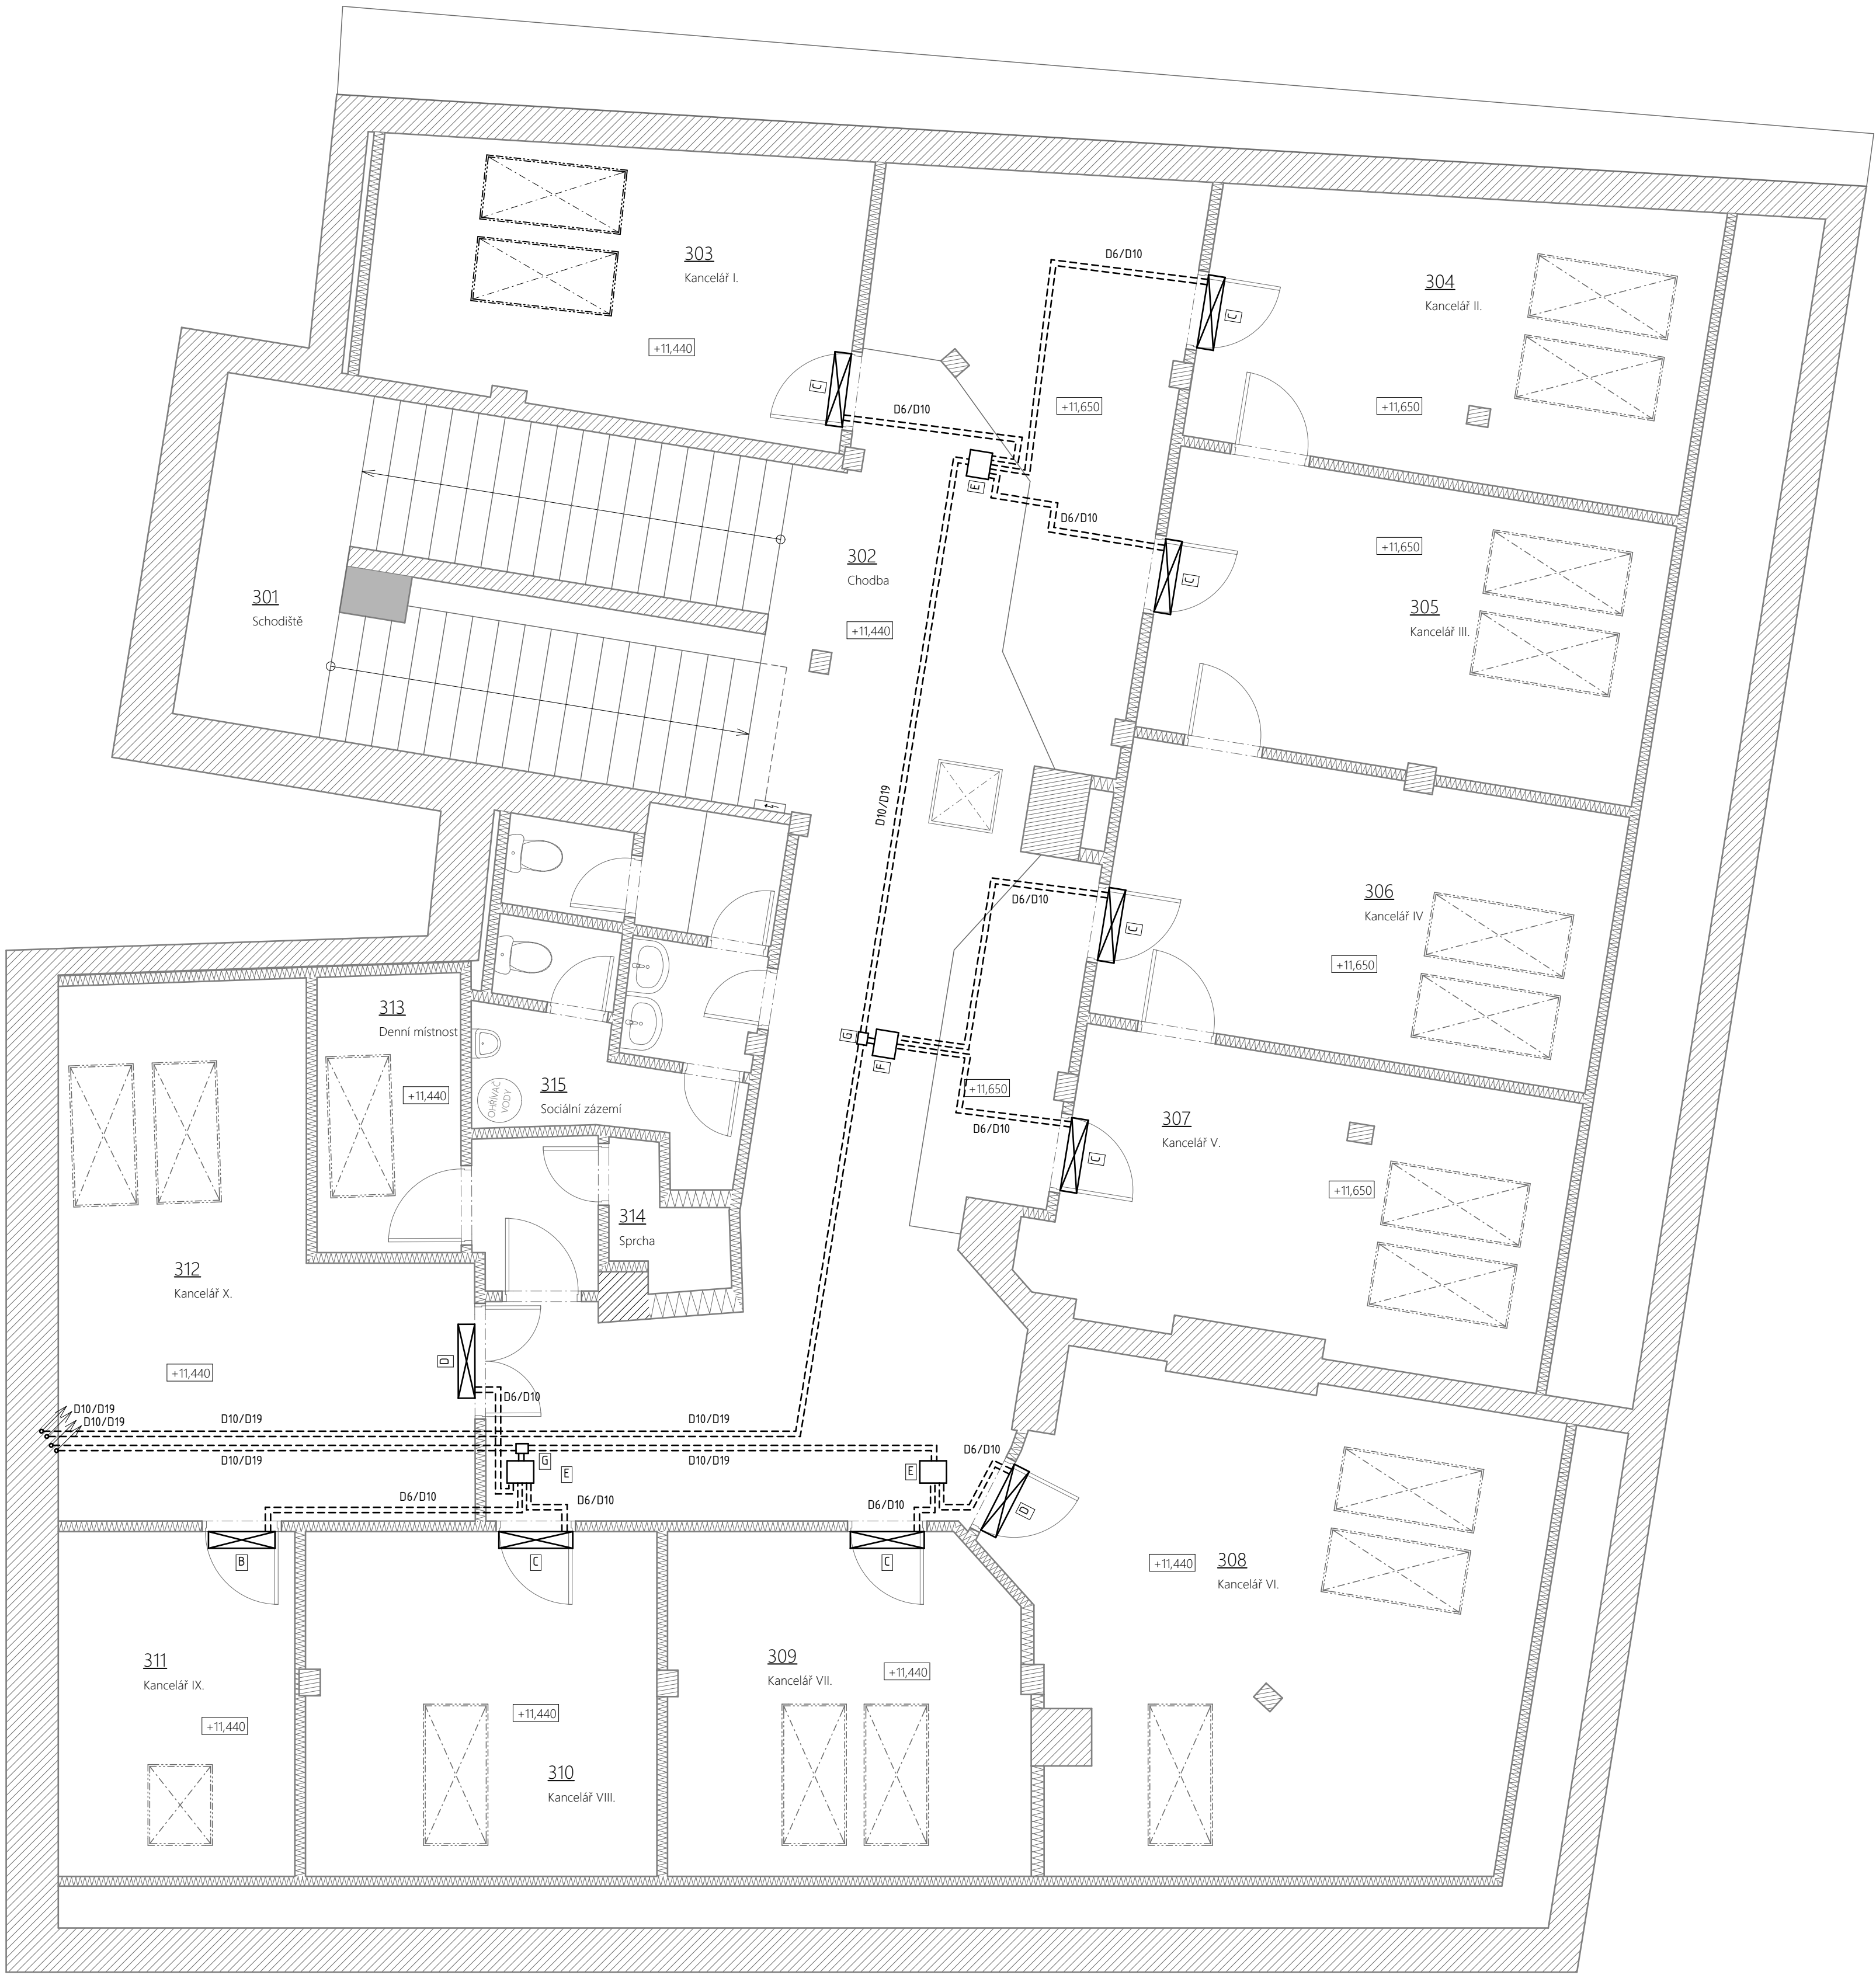 D6/D10
303
Kancelář I.
304
Kancelář II.
C
+11,440
C
D6/D10
+11,650
+11,650
E
D6/D10
302
Chodba
+11,650
C
301
Schodiště
305
Kancelář III.
+11,440
D10/D19
306
Kancelář IV
D6/D10
C
+11,650
313
Denní místnost
G
F
315
Sociální zázemí
OHŘÍVAČ
VODY
+11,440
+11,650
307
Kancelář V.
D6/D10
C
+11,650
314
Sprcha
312
Kancelář X.
D
+11,440
D6/D10
D10/D19
D10/D19
D10/D19
D10/D19
D10/D19
D10/D19
D6/D10
G
E
E
D6/D10
D6/D10
D6/D10
D
B
C
C
+11,440
308
Kancelář VI.
311
Kancelář IX.
309
Kancelář VII.
+11,440
+11,440
+11,440
310
Kancelář VIII.